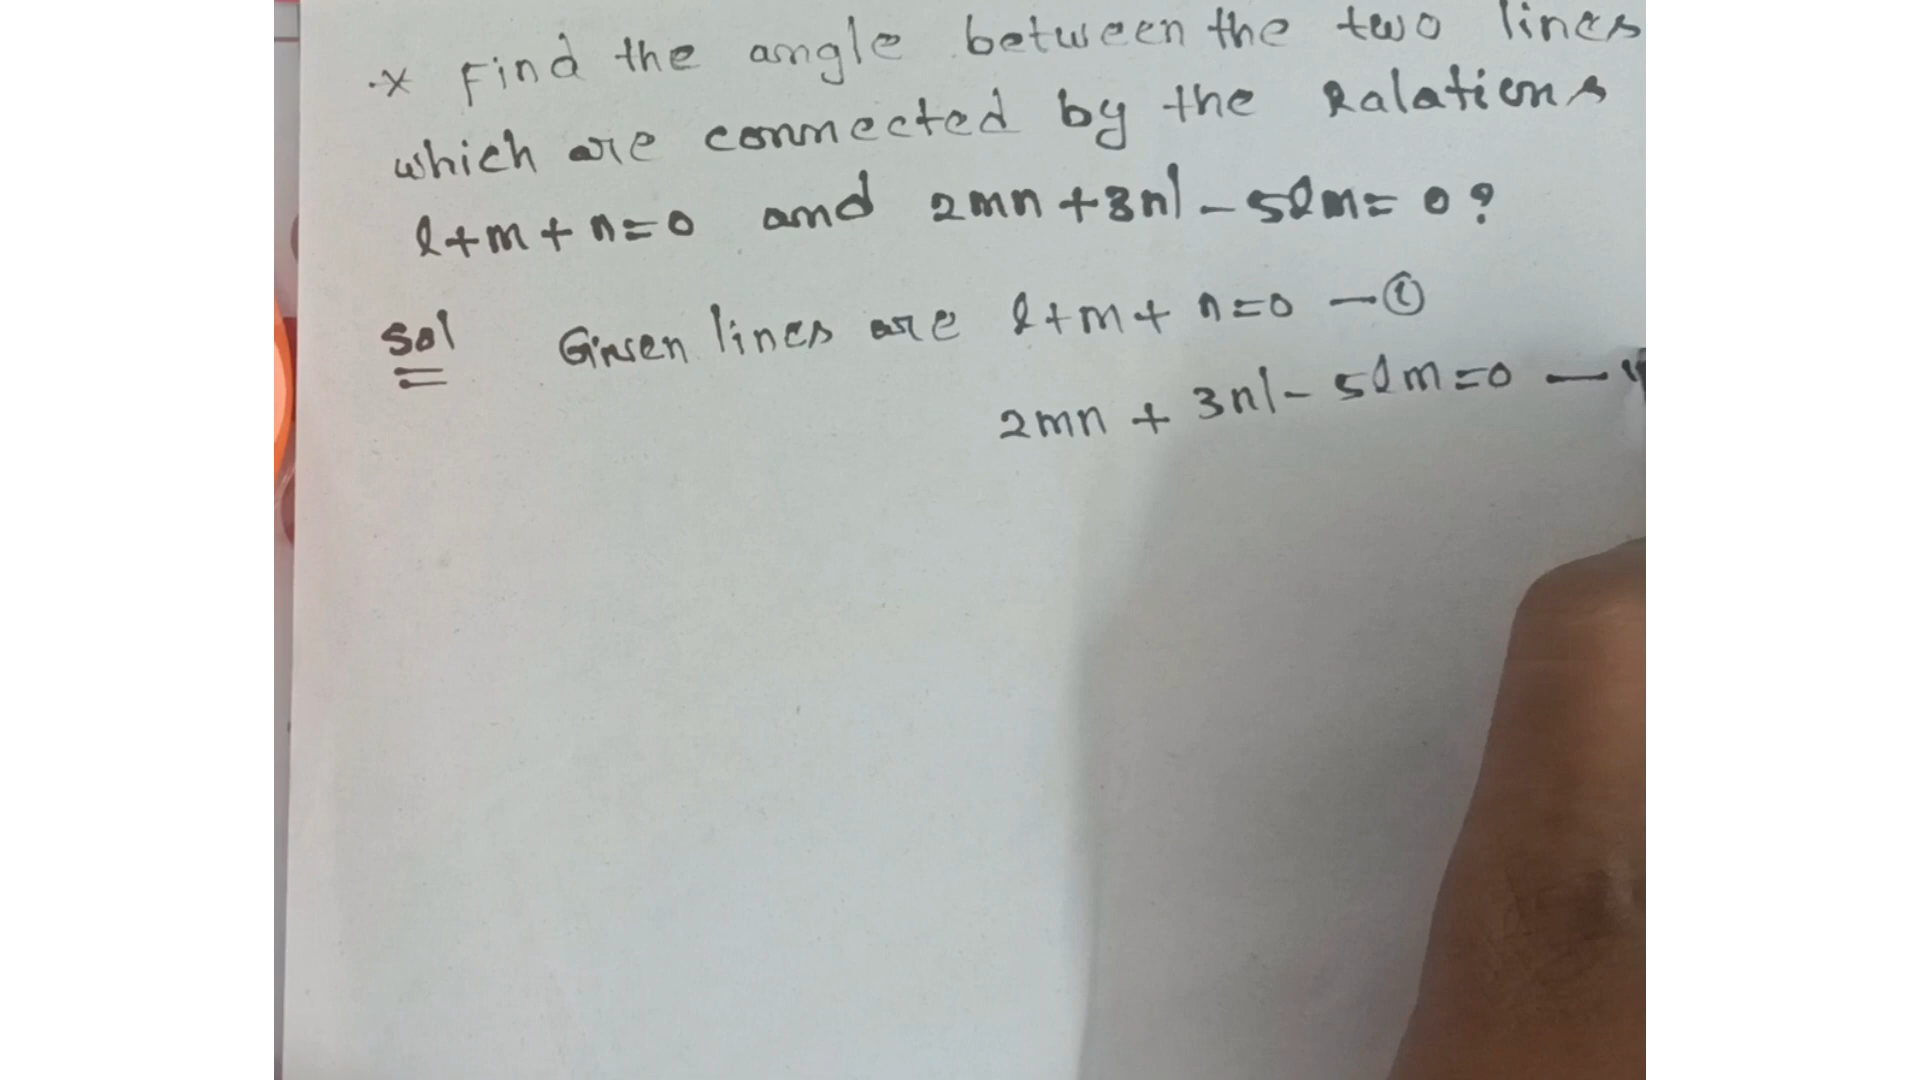 * Find the angle between the two lines
which are connected by the Ralations
l+m+n=0 and 2mn+3nl-5lm=0?
Sol Given lines are l+m+n=0 —①
2mn + 3nl - 5lm=0 —